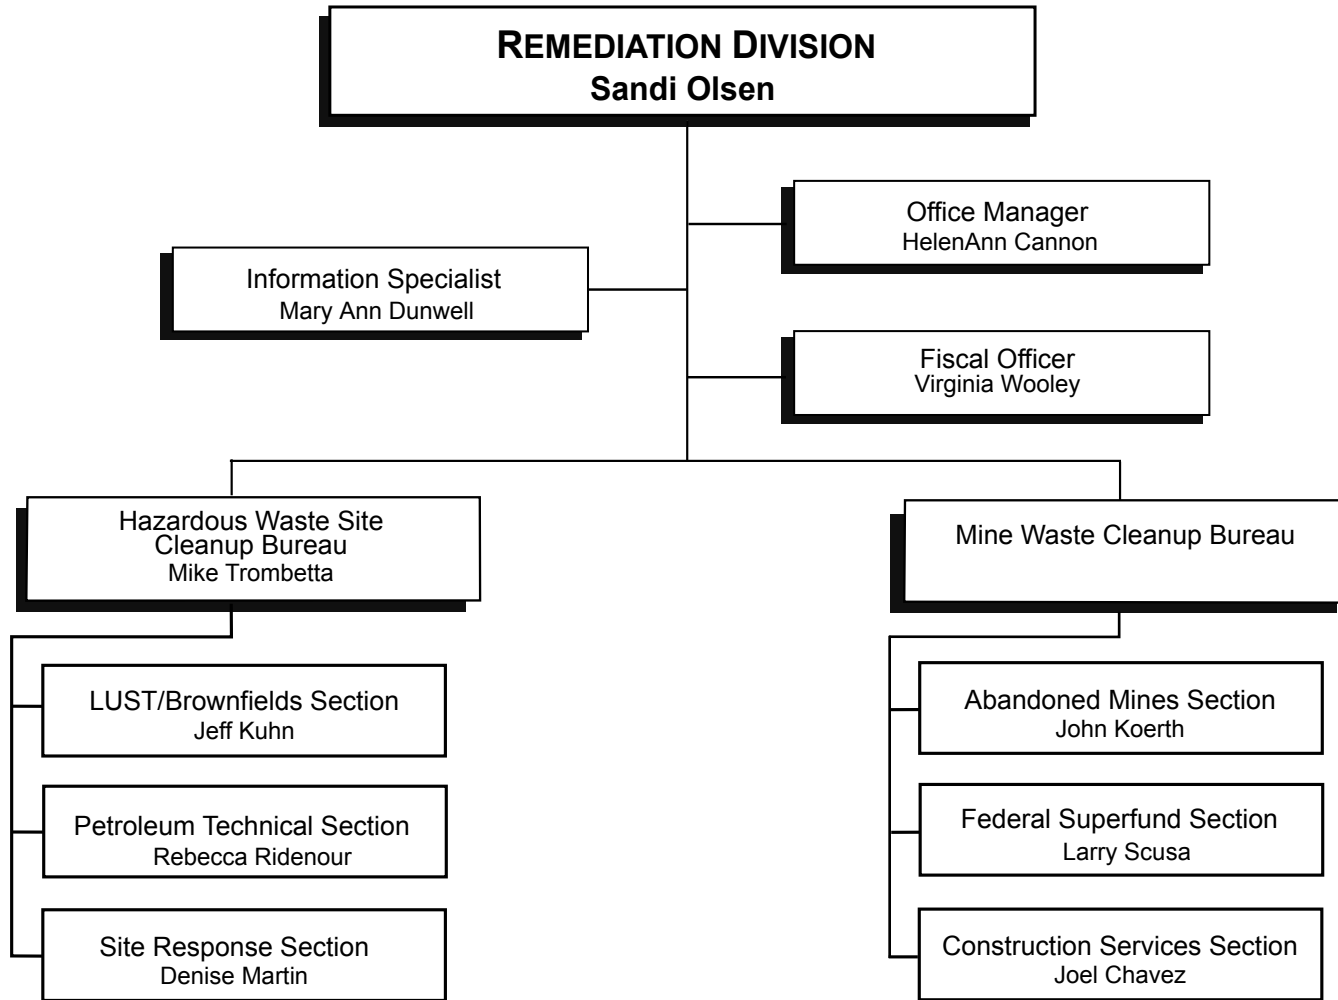 REMEDIATION DIVISION
Sandi Olsen
Office Manager
HelenAnn Cannon
Information Specialist
Mary Ann Dunwell
Fiscal Officer
Virginia Wooley
Hazardous Waste Site
Cleanup Bureau
Mike Trombetta
Mine Waste Cleanup Bureau
LUST/Brownfields Section
Jeff Kuhn
Abandoned Mines Section
John Koerth
Petroleum Technical Section
Rebecca Ridenour
Federal Superfund Section
Larry Scusa
Site Response Section
Denise Martin
Construction Services Section
Joel Chavez